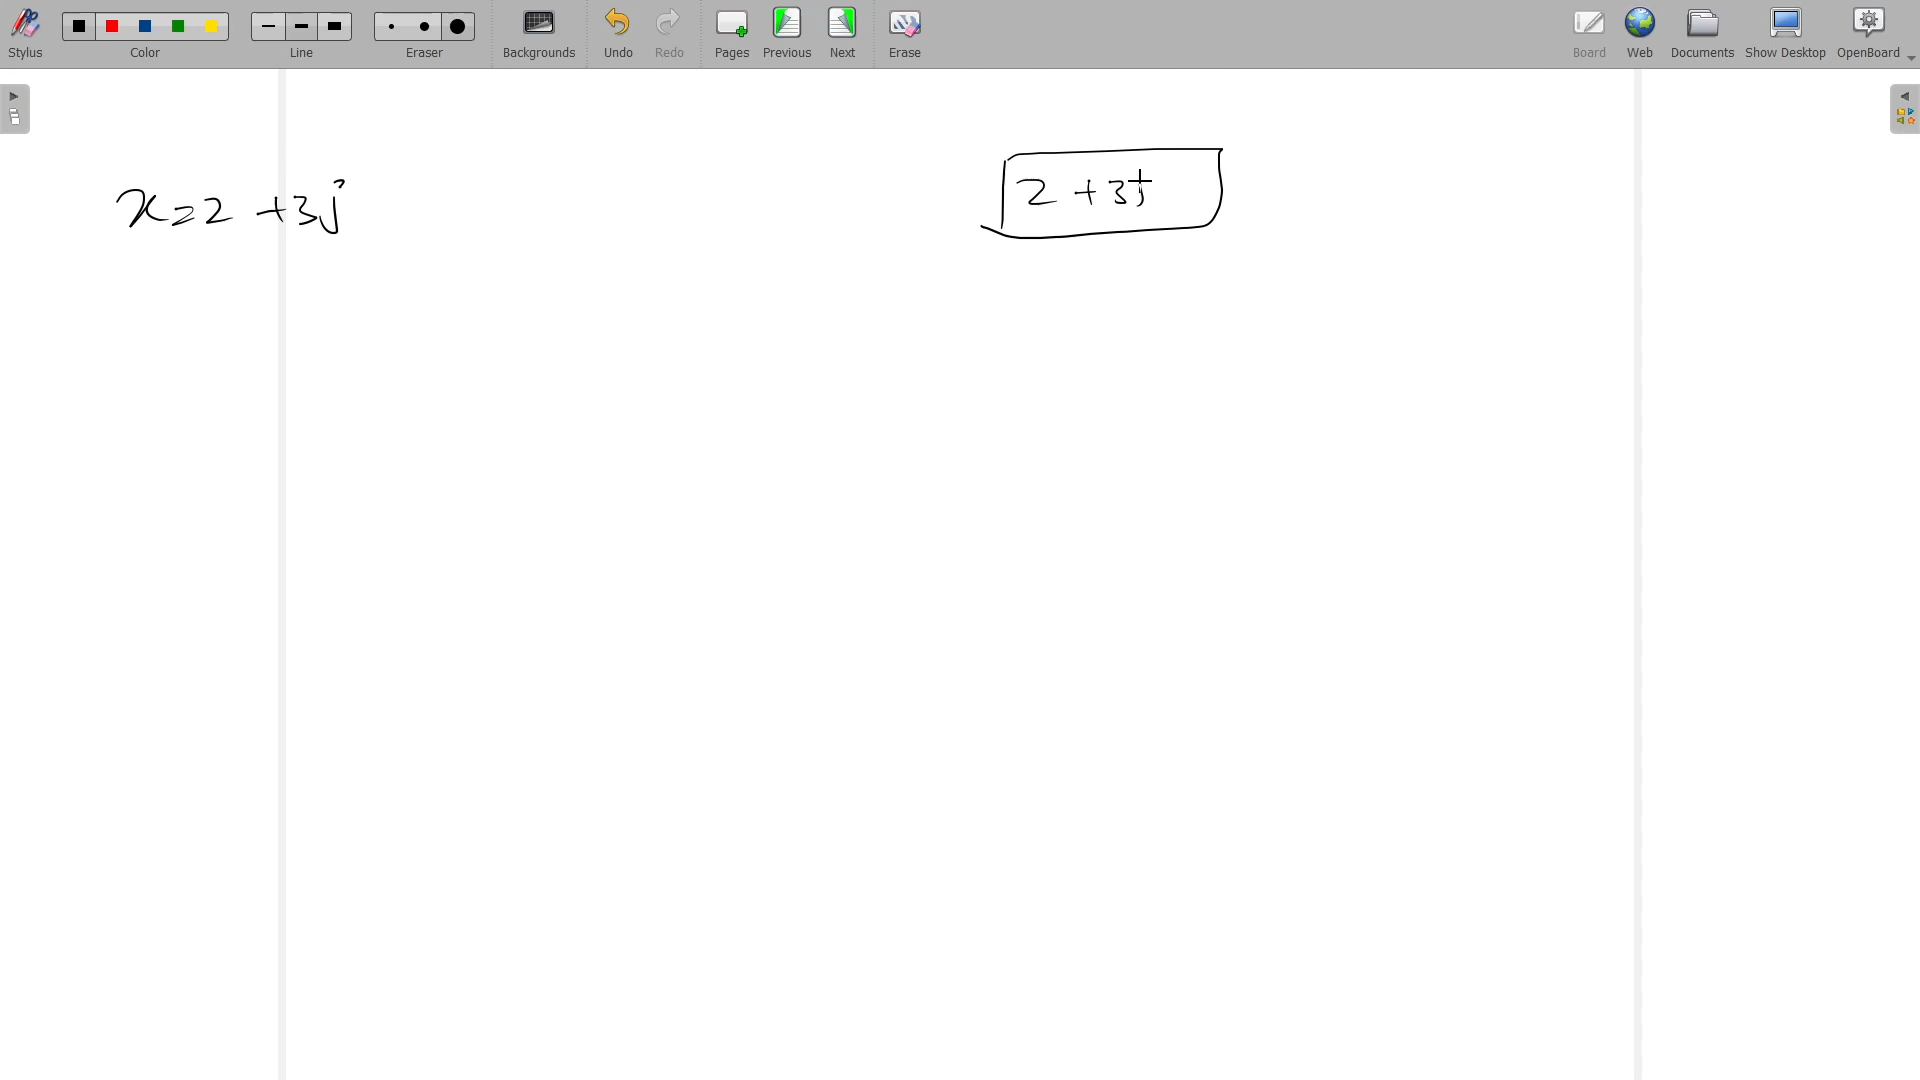 Stylus Color Line Eraser Backgrounds Undo Redo Pages Previous Next Erase Board Web Documents Show Desktop OpenBoard
x=2 +3j
2 +3j